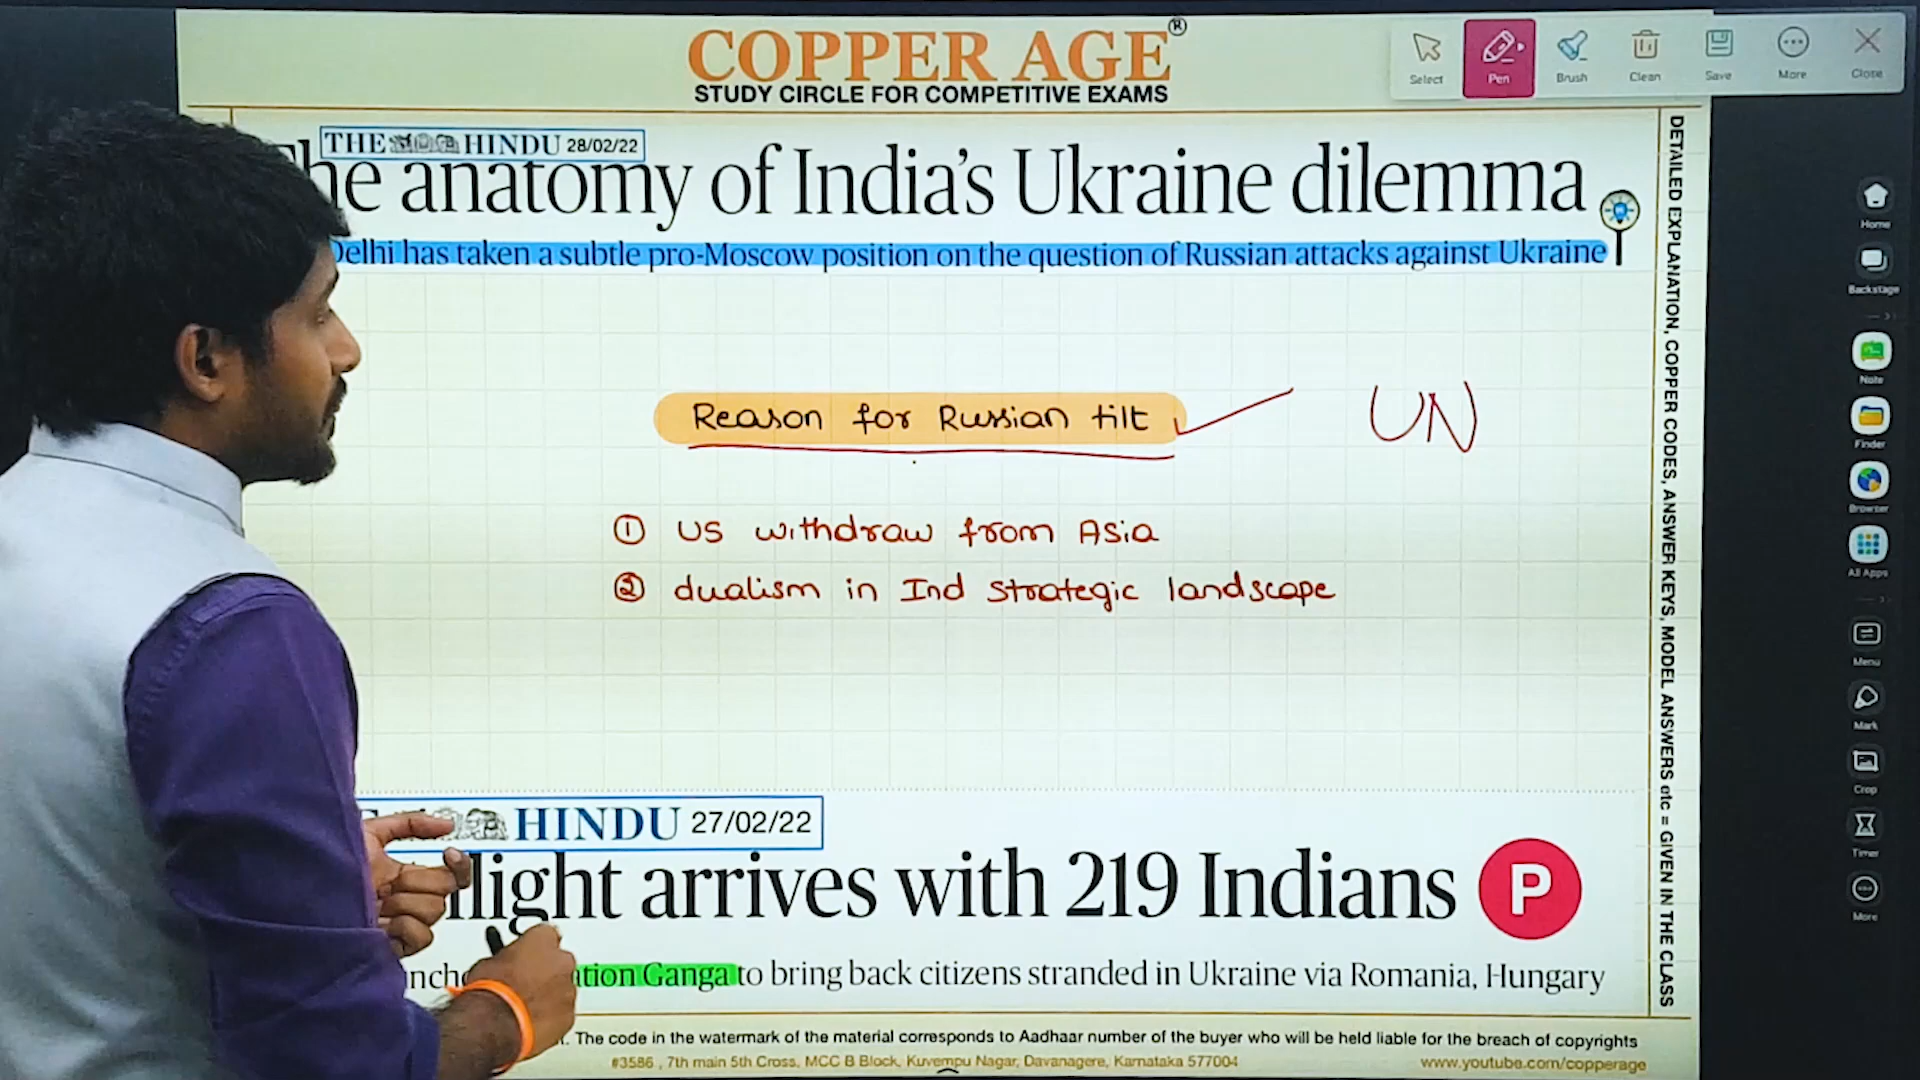 COPPER AGE®
STUDY CIRCLE FOR COMPETITIVE EXAMS
Select
Pen
Brush
Clean
Save
More
Close
THE HINDU 28/02/22
he anatomy of India's Ukraine dilemma
Delhi has taken a subtle pro-Moscow position on the question of Russian attacks against Ukraine
Reason for Russian tilt
UN
① US withdraw from Asia
② dualism in Ind strategic landscape
HINDU 27/02/22
light arrives with 219 Indians
P
ation Ganga to bring back citizens stranded in Ukraine via Romania, Hungary
The code in the watermark of the material corresponds to Aadhaar number of the buyer who will be held liable for the breach of copyrights
#3586 , 7th main 5th Cross, MCC B Block, Kuvempu Nagar, Davanagere, Karnataka 577004
www.youtube.com/copperage
DETAILED EXPLANATION, COPPER CODES, ANSWER KEYS, MODEL ANSWERS etc = GIVEN IN THE CLASS
Home
Backstage
Note
Finder
Browser
All Apps
Menu
Mark
Crop
Timer
More